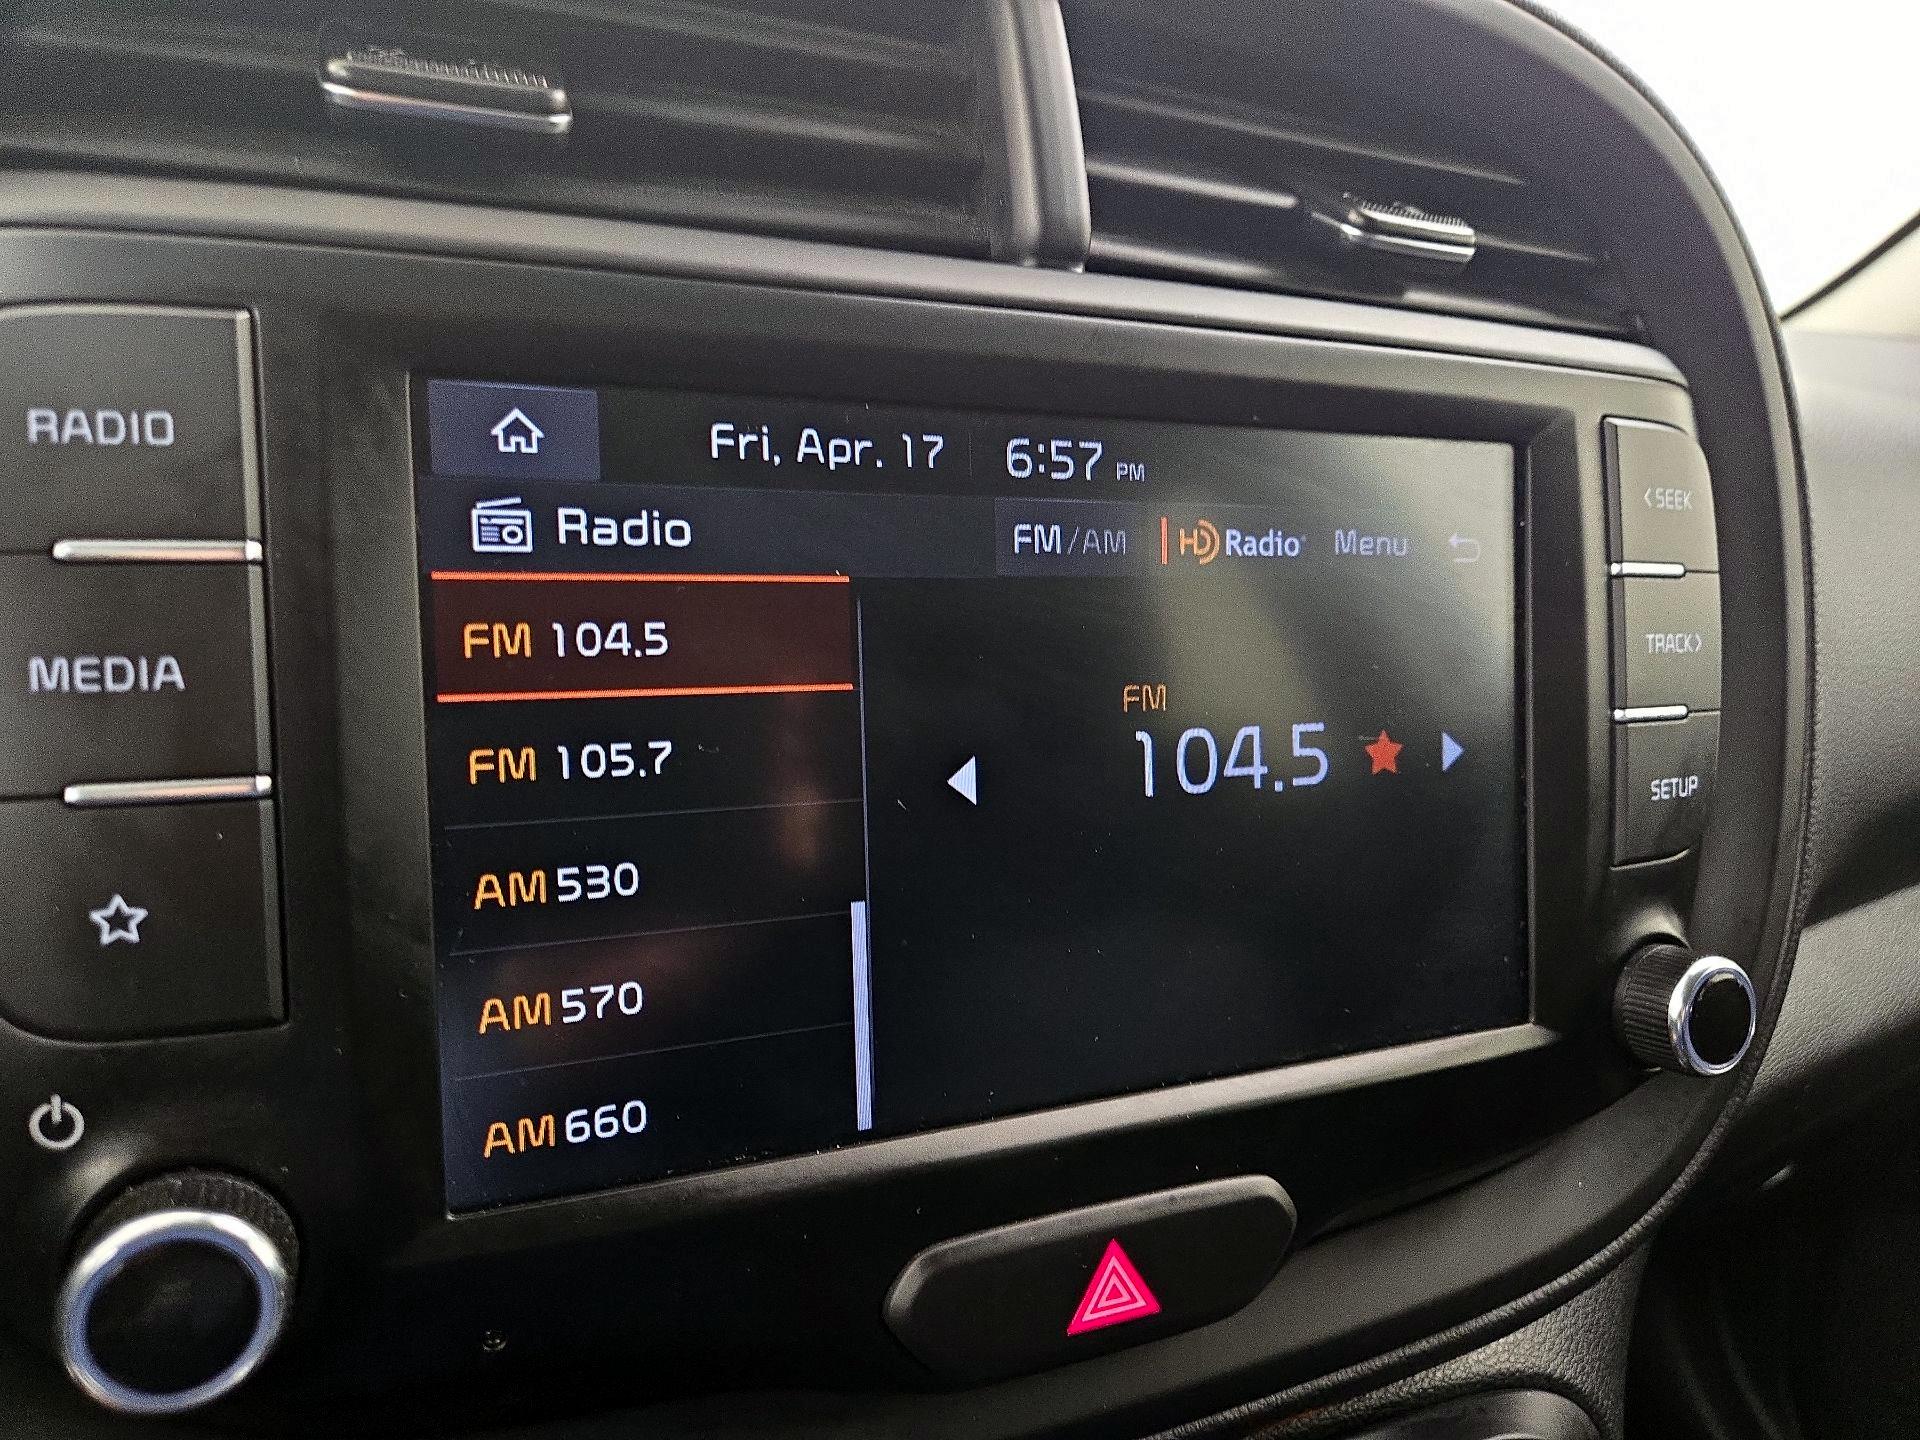 RADIO
MEDIA
Fri, Apr. 17 6:57 PM
Radio FM/AM HD Radio Menu
FM 104.5
FM 105.7
AM 530
AM 570
AM 660
FM
104.5
< SEEK
TRACK >
SETUP